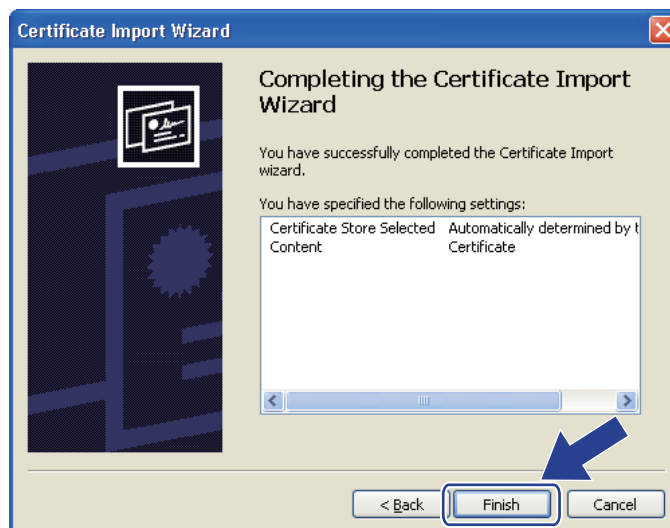 Certificate Import Wizard
Completing the Certificate Import
Wizard
You have successfully completed the Certificate Import
wizard.
You have specified the following settings:
Certificate Store Selected Automatically determined by t
Content Certificate
< Back Finish Cancel